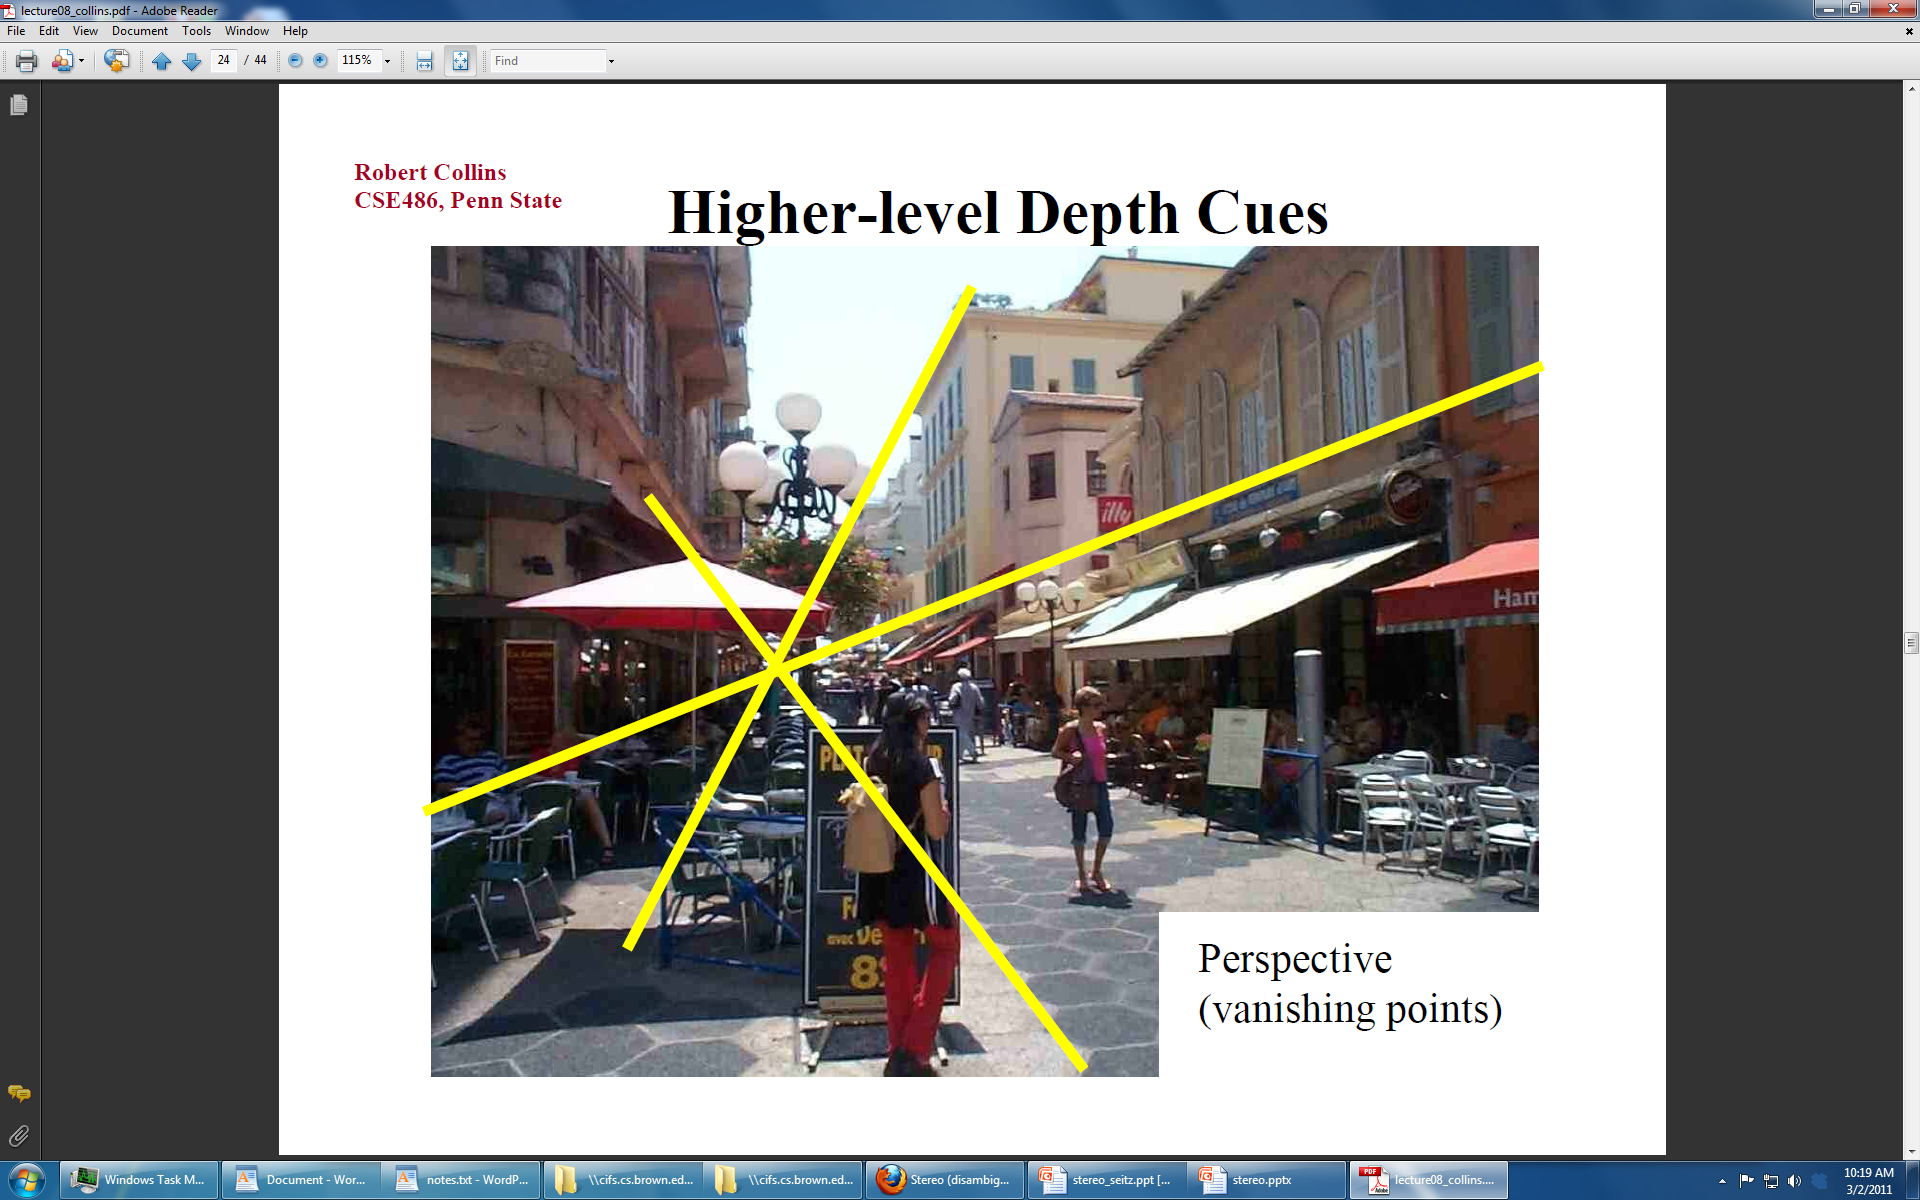 lecture08_collins.pdf - Adobe Reader
File Edit View Document Tools Window Help
24 / 44 115% Find
Robert Collins
CSE486, Penn State
Higher-level Depth Cues
illy
Ham
8
Perspective
(vanishing points)
Windows Task M... Document - Wor... notes.txt - WordP... \\cifs.cs.brown.ed... \\cifs.cs.brown.ed... Stereo (disambig... stereo_seitz.ppt [... stereo.pptx lecture08_collins....
10:19 AM
3/2/2011